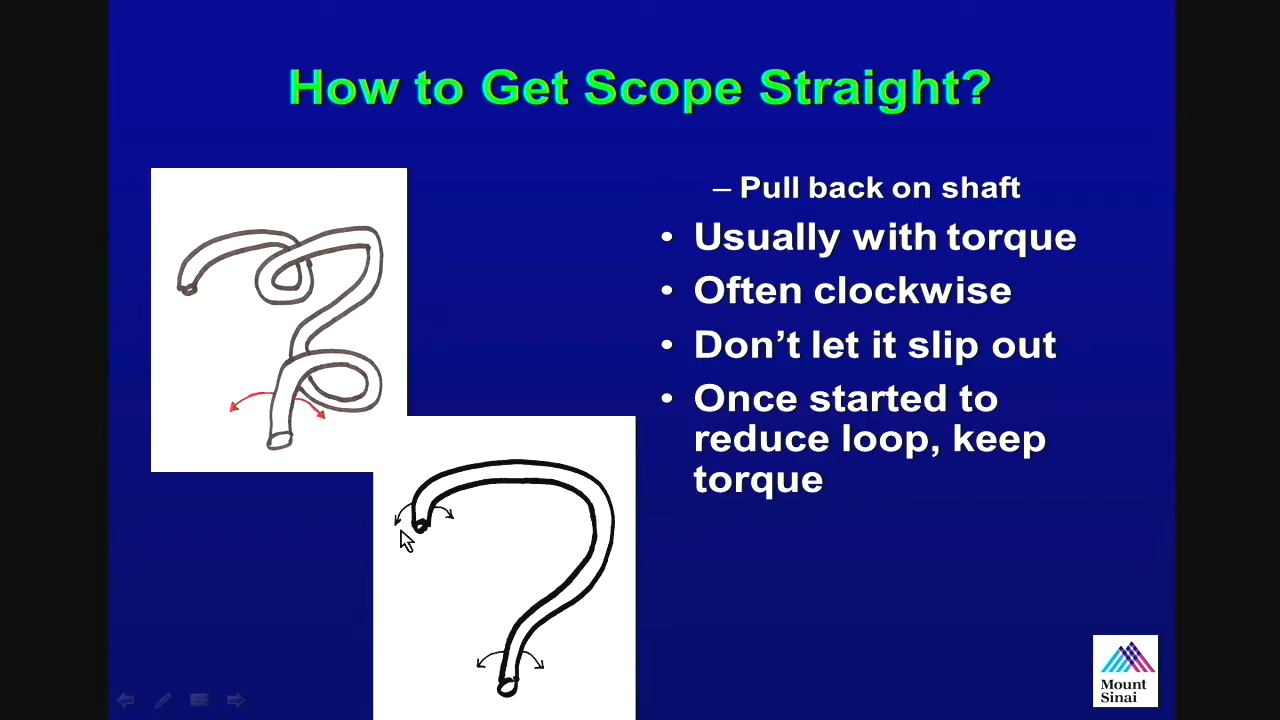 How to Get Scope Straight?
– Pull back on shaft
• Usually with torque
• Often clockwise
• Don’t let it slip out
• Once started to
reduce loop, keep
torque
Mount
Sinai